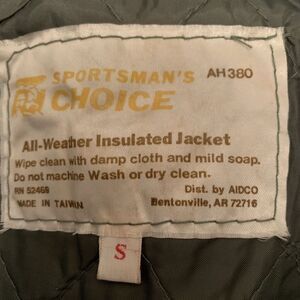 SPORTSMAN'S AH380
CHOICE
All-Weather Insulated Jacket
Wipe clean with damp cloth and mild soap.
Do not machine Wash or dry clean.
RN 52469 Dist. by AIDCO
MADE IN TAIWAN Bentonville, AR 72716
S